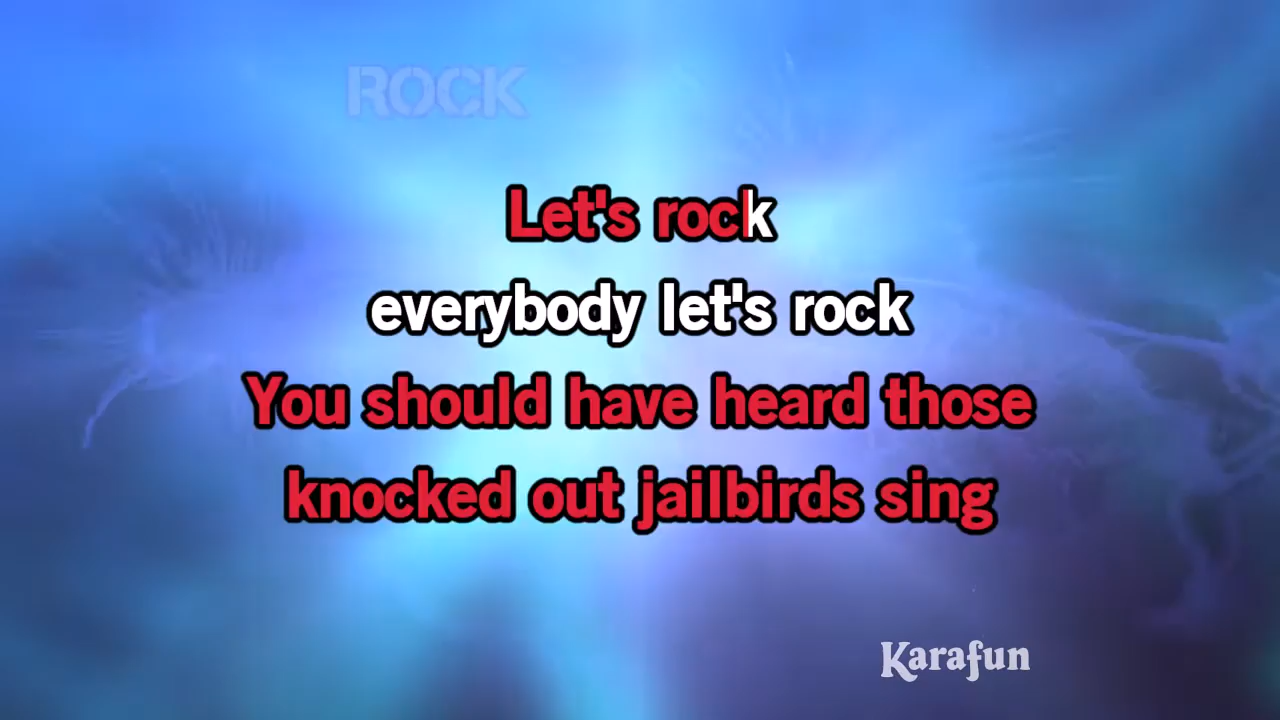 ROCK
Let's rock
everybody let's rock
You should have heard those
knocked out jailbirds sing
Karafun